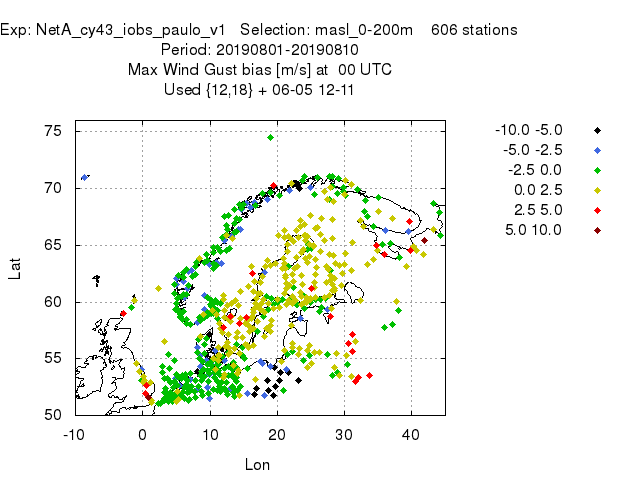 Exp: NetA_cy43_iobs_paulo_v1 Selection: masl_0-200m 606 stations
Period: 20190801-20190810
Max Wind Gust bias [m/s] at 00 UTC
Used {12,18} + 06-05 12-11
75
70
65
60
55
50
-10 0 10 20 30 40
Lat
Lon
-10.0 -5.0
-5.0 -2.5
-2.5 0.0
0.0 2.5
2.5 5.0
5.0 10.0